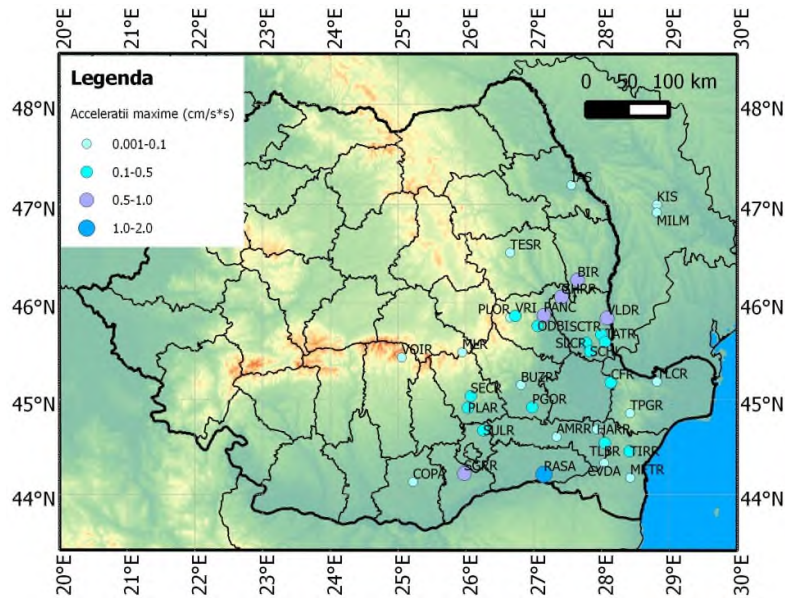 20°E 21°E 22°E 23°E 24°E 25°E 26°E 27°E 28°E 29°E 30°E
Legenda
Acceleratii maxime (cm/s*s)
0.001-0.1
0.1-0.5
0.5-1.0
1.0-2.0
0 50 100 km
48°N
47°N
46°N
45°N
44°N
48°N
47°N
46°N
45°N
44°N
IAS
KIS
MILM
TESR
BIR
PLOR
VRI
PANC
VLDR
ODBI
SCTR
IATR
SCH
VOIR
MLR
BUZR
CFR
TLCR
SECR
PLAR
PGOR
TPGR
SULR
AMRR
HARR
TLBR
TIRR
COPA
SGRR
RASA
CVDA
MFTR
20°E 21°E 22°E 23°E 24°E 25°E 26°E 27°E 28°E 29°E 30°E